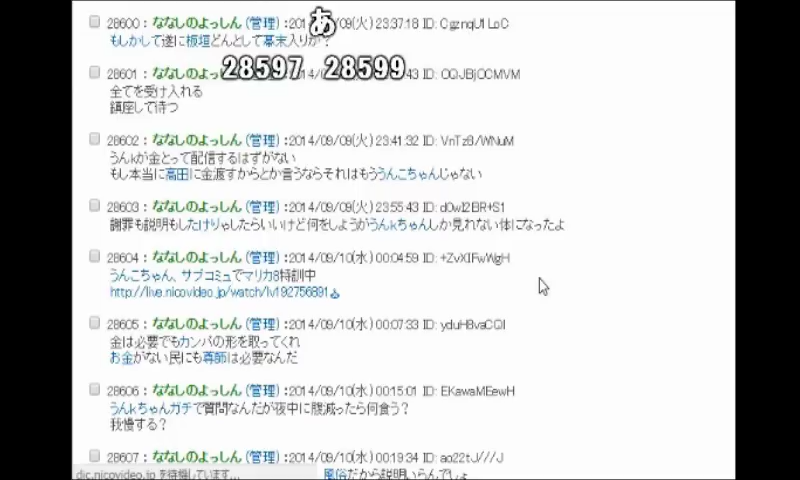 28600 : ななしのよっしん (管理) :201 /09/09(火) 23:37:18 ID: CgznqU1LoC
あ
もしかして遂に板垣どんとして幕末入りか?
28597 28599
28601 : ななしのよっしん 43 ID: OQJBjOCMVM
全てを受け入れる
鎮座して待つ
28602 : ななしのよっしん (管理) :2014/09/09(火) 23:41:32 ID: VnTz8/WNuM
うんkが金とって配信するはずがない
もし本当に高田に金渡すからとか言うならそれはもううんこちゃんじゃない
28603 : ななしのよっしん (管理) :2014/09/09(火) 23:55:43 ID: d0wI2BR+S1
謝罪も説明もしたけりゃしたらいいけど何をしようがうんkちゃんしか見れない体になったよ
28604 : ななしのよっしん (管理) :2014/09/10(水) 00:04:59 ID: +ZvXIFwWgH
うんこちゃん、サブコミュでマリカ8特訓中
http://live.nicovideo.jp/watch/lv192756891
28605 : ななしのよっしん (管理) :2014/09/10(水) 00:07:33 ID: yduH8vaCQI
金は必要でもカンパの形を取ってくれ
お金がない民にも尊師は必要なんだ
28606 : ななしのよっしん (管理) :2014/09/10(水) 00:15:01 ID: EKawaMEewH
うんkちゃんガチで質問なんだが夜中に腹減ったら何食う?
我慢する?
28607 : ななしのよっしん (管理) :2014/09/10(水) 00:19:34 ID: ao22tJ///J
風俗だから説明いらんでしょ
dic.nicovideo.jp を待機しています...